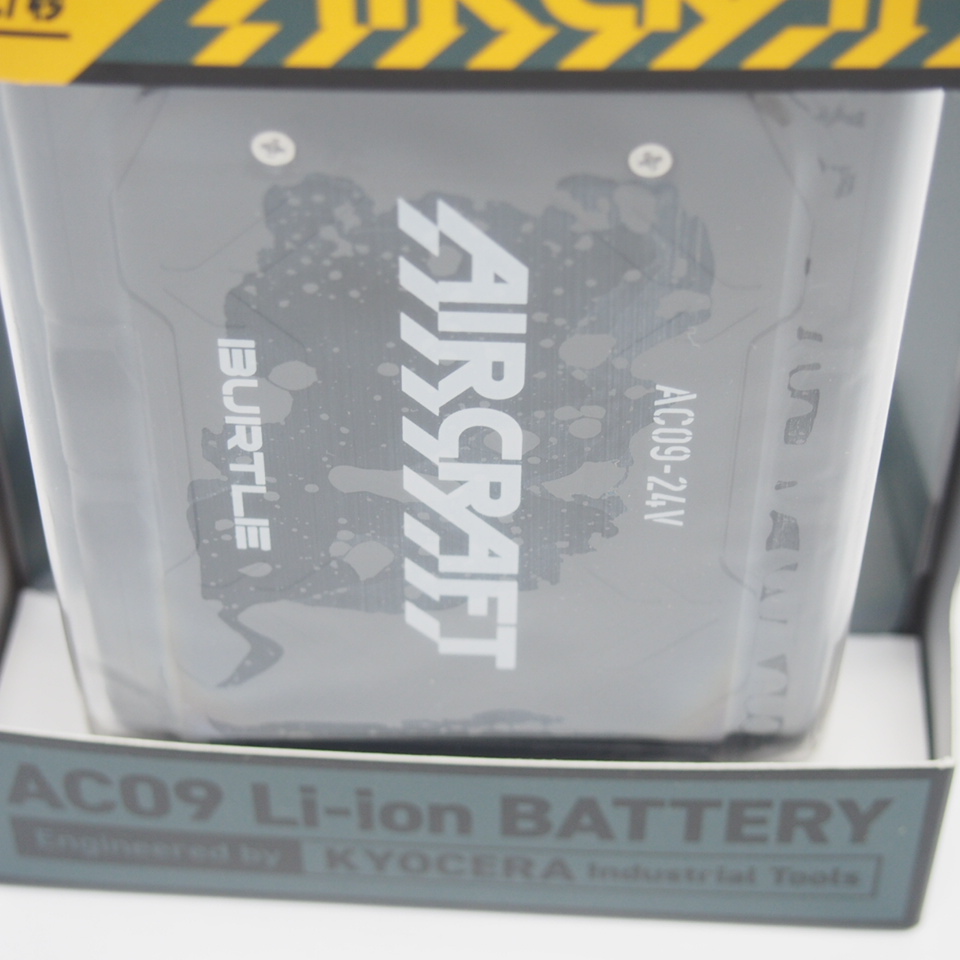 AIRCRAFT
BURTLE
AC09-24V
AC09 Li-ion BATTERY
Engineered by KYOCERA Industrial Tools